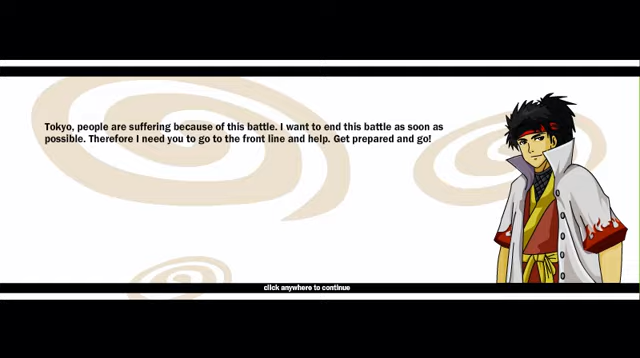 Tokyo, people are suffering because of this battle. I want to end this battle as soon as
possible. Therefore I need you to go to the front line and help. Get prepared and go!
click anywhere to continue